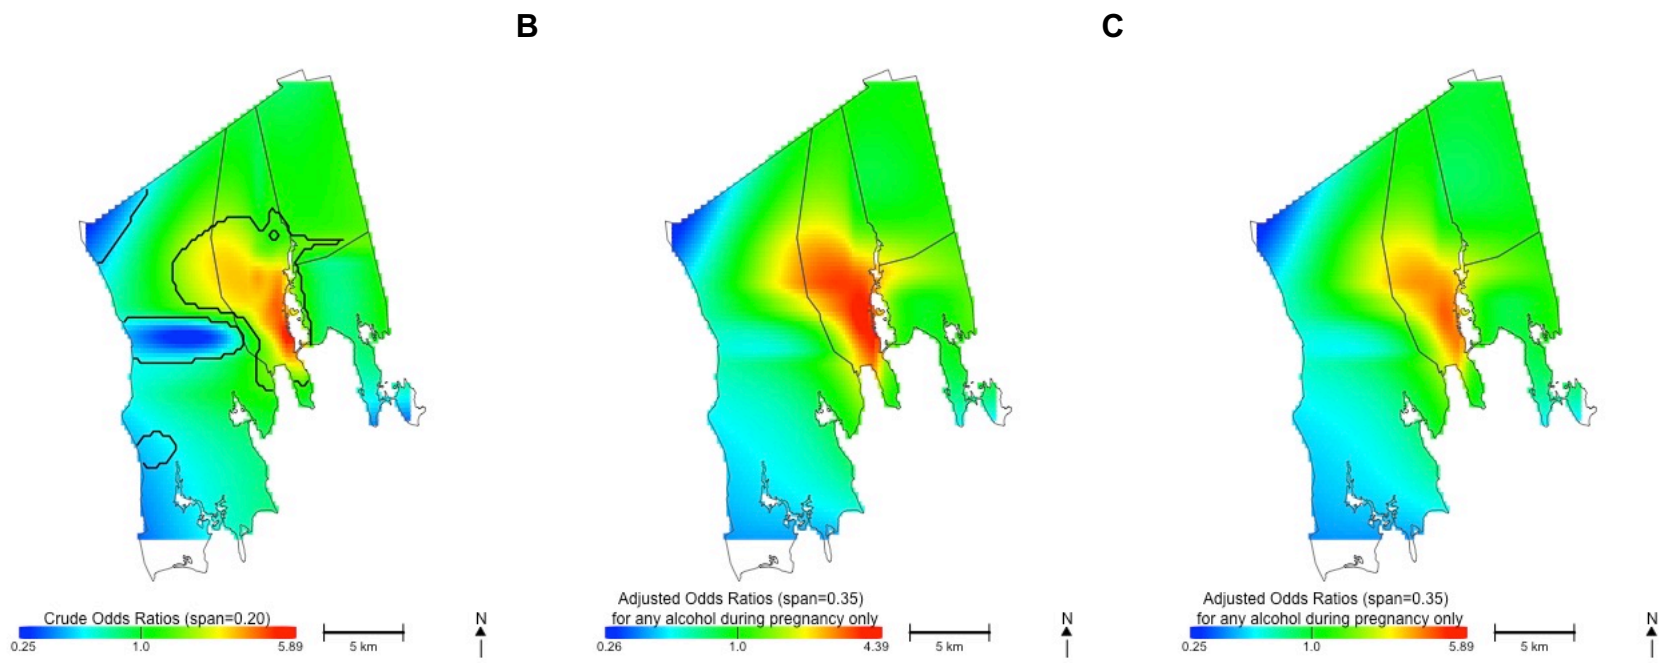 B
C
Crude Odds Ratios (span=0.20)
0.25 1.0 5.89
5 km
N
Adjusted Odds Ratios (span=0.35)
for any alcohol during pregnancy only
0.26 1.0 4.39
5 km
N
Adjusted Odds Ratios (span=0.35)
for any alcohol during pregnancy only
0.25 1.0 5.89
5 km
N